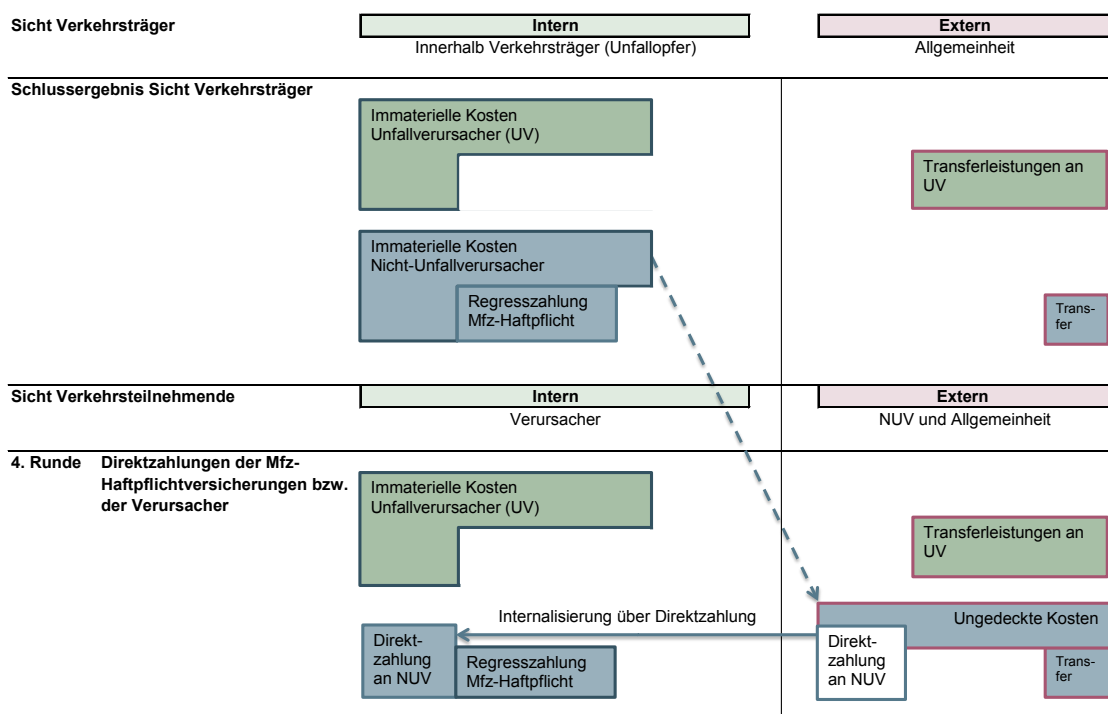 Sicht Verkehrsträger
Intern
Extern
Innerhalb Verkehrsträger (Unfallopfer)
Allgemeinheit
Schlussergebnis Sicht Verkehrsträger
Immaterielle Kosten
Unfallverursacher (UV)
Transferleistungen an
UV
Immaterielle Kosten
Nicht-Unfallverursacher
Regresszahlung
Mfz-Haftpflicht
Trans-
fer
Sicht Verkehrsteilnehmende
Intern
Extern
Verursacher
NUV und Allgemeinheit
4. Runde Direktzahlungen der Mfz-
Haftpflichtversicherungen bzw.
der Verursacher
Immaterielle Kosten
Unfallverursacher (UV)
Transferleistungen an
UV
Internalisierung über Direktzahlung
Ungedeckte Kosten
Direkt-
zahlung
an NUV
Regresszahlung
Mfz-Haftpflicht
Direkt-
zahlung
an NUV
Trans-
fer